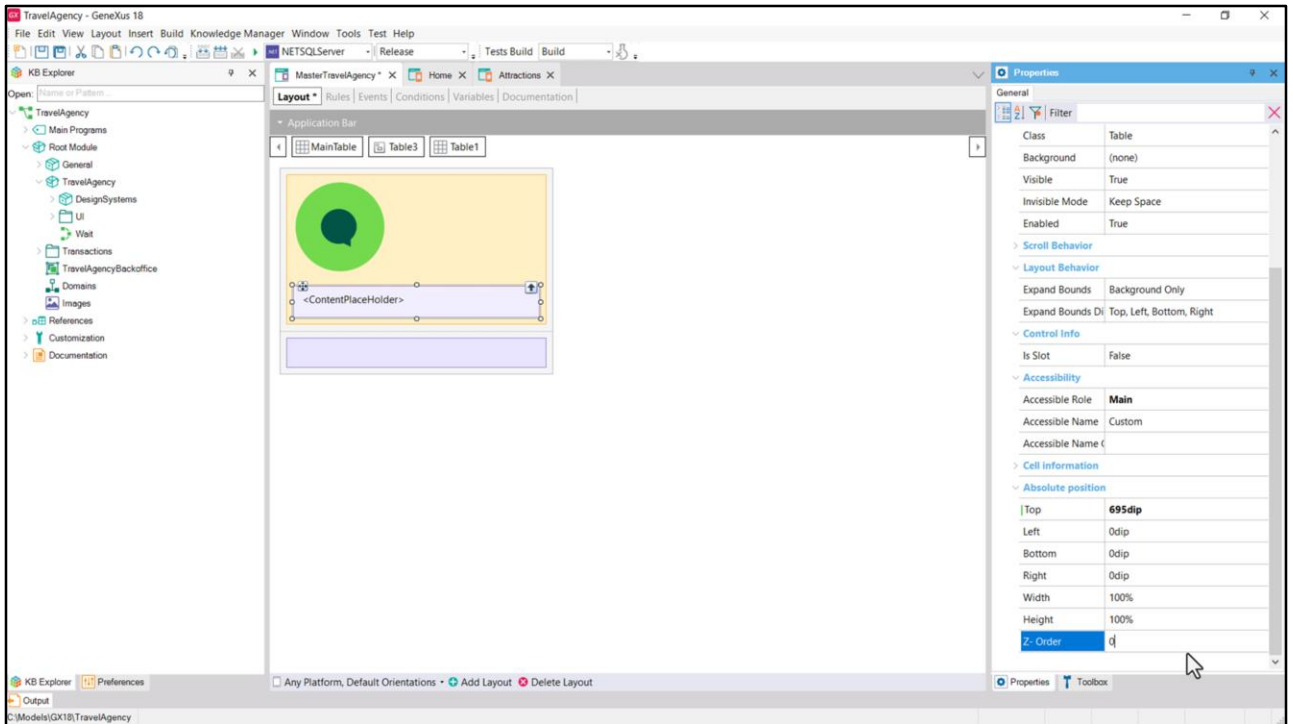 TravelAgency - GeneXus 18
File Edit View Layout Insert Build Knowledge Manager Window Tools Test Help
NETSQLServer Release Tests Build Build
KB Explorer
Open: Name or Pattern...
TravelAgency
Main Programs
Root Module
General
TravelAgency
DesignSystems
UI
Wait
Transactions
TravelAgencyBackoffice
Domains
Images
References
Customization
Documentation
KB Explorer Preferences
Output
C:\Models\GX18\TravelAgency
MasterTravelAgency * X Home X Attractions X
Layout * Rules Events Conditions Variables Documentation
Application Bar
MainTable Table3 Table1
<ContentPlaceHolder>
Any Platform, Default Orientations • Add Layout Delete Layout
Properties
General
Filter
Class Table
Background (none)
Visible True
Invisible Mode Keep Space
Enabled True
Scroll Behavior
Layout Behavior
Expand Bounds Background Only
Expand Bounds Di Top, Left, Bottom, Right
Control Info
Is Slot False
Accessibility
Accessible Role Main
Accessible Name Custom
Accessible Name
Cell information
Absolute position
Top 695dip
Left 0dip
Bottom 0dip
Right 0dip
Width 100%
Height 100%
Z- Order 0
Properties Toolbox